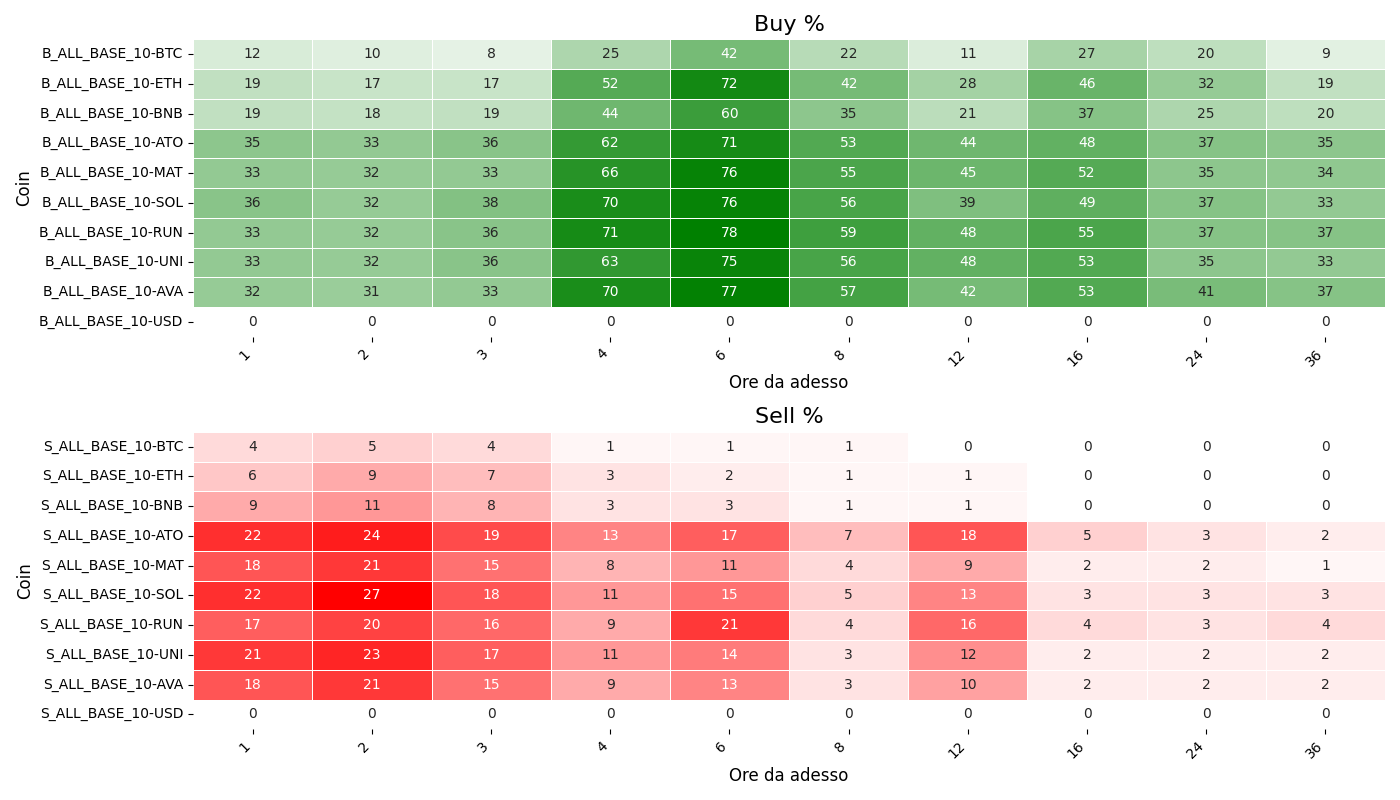 Buy %
Coin
B_ALL_BASE_10-BTC 12 10 8 25 42 22 11 27 20 9
B_ALL_BASE_10-ETH 19 17 17 52 72 42 28 46 32 19
B_ALL_BASE_10-BNB 19 18 19 44 60 35 21 37 25 20
B_ALL_BASE_10-ATO 35 33 36 62 71 53 44 48 37 35
B_ALL_BASE_10-MAT 33 32 33 66 76 55 45 52 35 34
B_ALL_BASE_10-SOL 36 32 38 70 76 56 39 49 37 33
B_ALL_BASE_10-RUN 33 32 36 71 78 59 48 55 37 37
B_ALL_BASE_10-UNI 33 32 36 63 75 56 48 53 35 33
B_ALL_BASE_10-AVA 32 31 33 70 77 57 42 53 41 37
B_ALL_BASE_10-USD 0 0 0 0 0 0 0 0 0 0
1 2 3 4 6 8 12 16 24 36
Ore da adesso
Sell %
Coin
S_ALL_BASE_10-BTC 4 5 4 1 1 1 0 0 0 0
S_ALL_BASE_10-ETH 6 9 7 3 2 1 1 0 0 0
S_ALL_BASE_10-BNB 9 11 8 3 3 1 1 0 0 0
S_ALL_BASE_10-ATO 22 24 19 13 17 7 18 5 3 2
S_ALL_BASE_10-MAT 18 21 15 8 11 4 9 2 2 1
S_ALL_BASE_10-SOL 22 27 18 11 15 5 13 3 3 3
S_ALL_BASE_10-RUN 17 20 16 9 21 4 16 4 3 4
S_ALL_BASE_10-UNI 21 23 17 11 14 3 12 2 2 2
S_ALL_BASE_10-AVA 18 21 15 9 13 3 10 2 2 2
S_ALL_BASE_10-USD 0 0 0 0 0 0 0 0 0 0
1 2 3 4 6 8 12 16 24 36
Ore da adesso